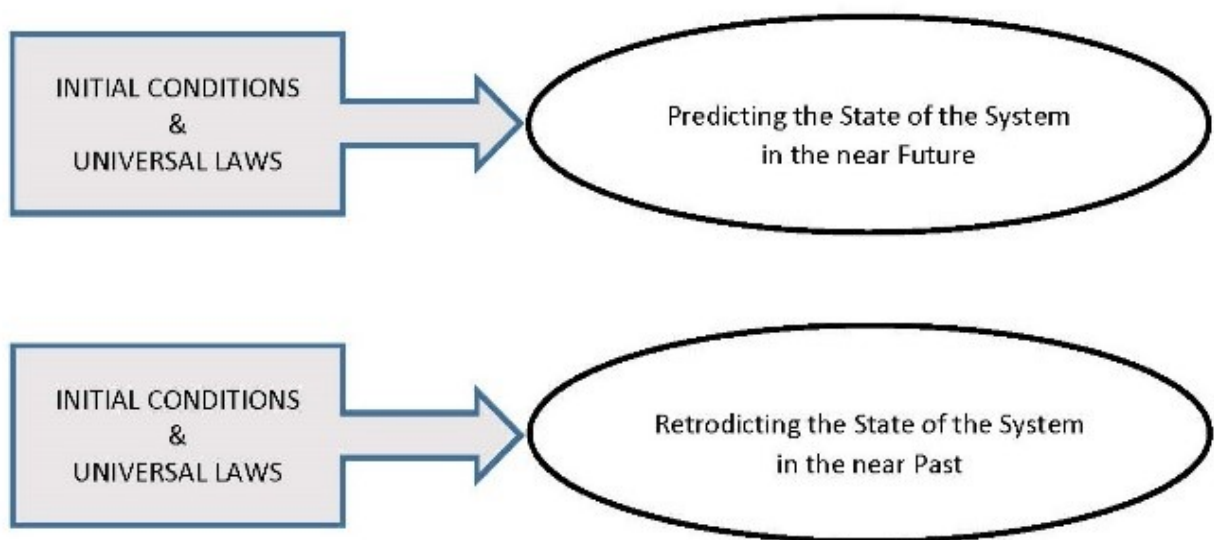 INITIAL CONDITIONS
&
UNIVERSAL LAWS
Predicting the State of the System
in the near Future
INITIAL CONDITIONS
&
UNIVERSAL LAWS
Retrodicting the State of the System
in the near Past